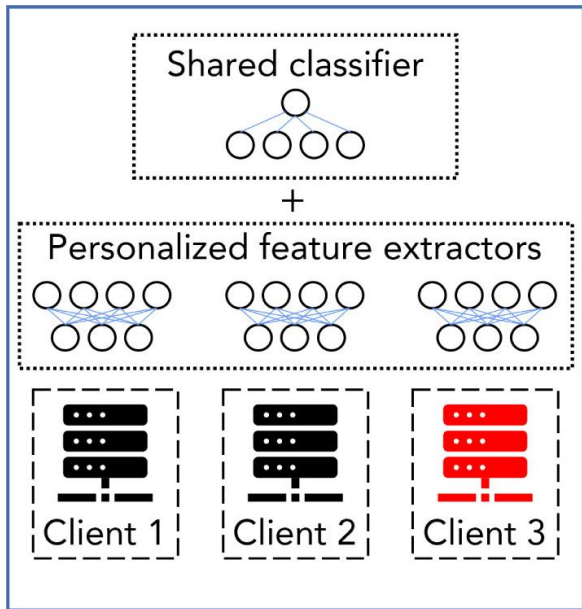 Shared classifier
+
Personalized feature extractors
Client 1
Client 2
Client 3